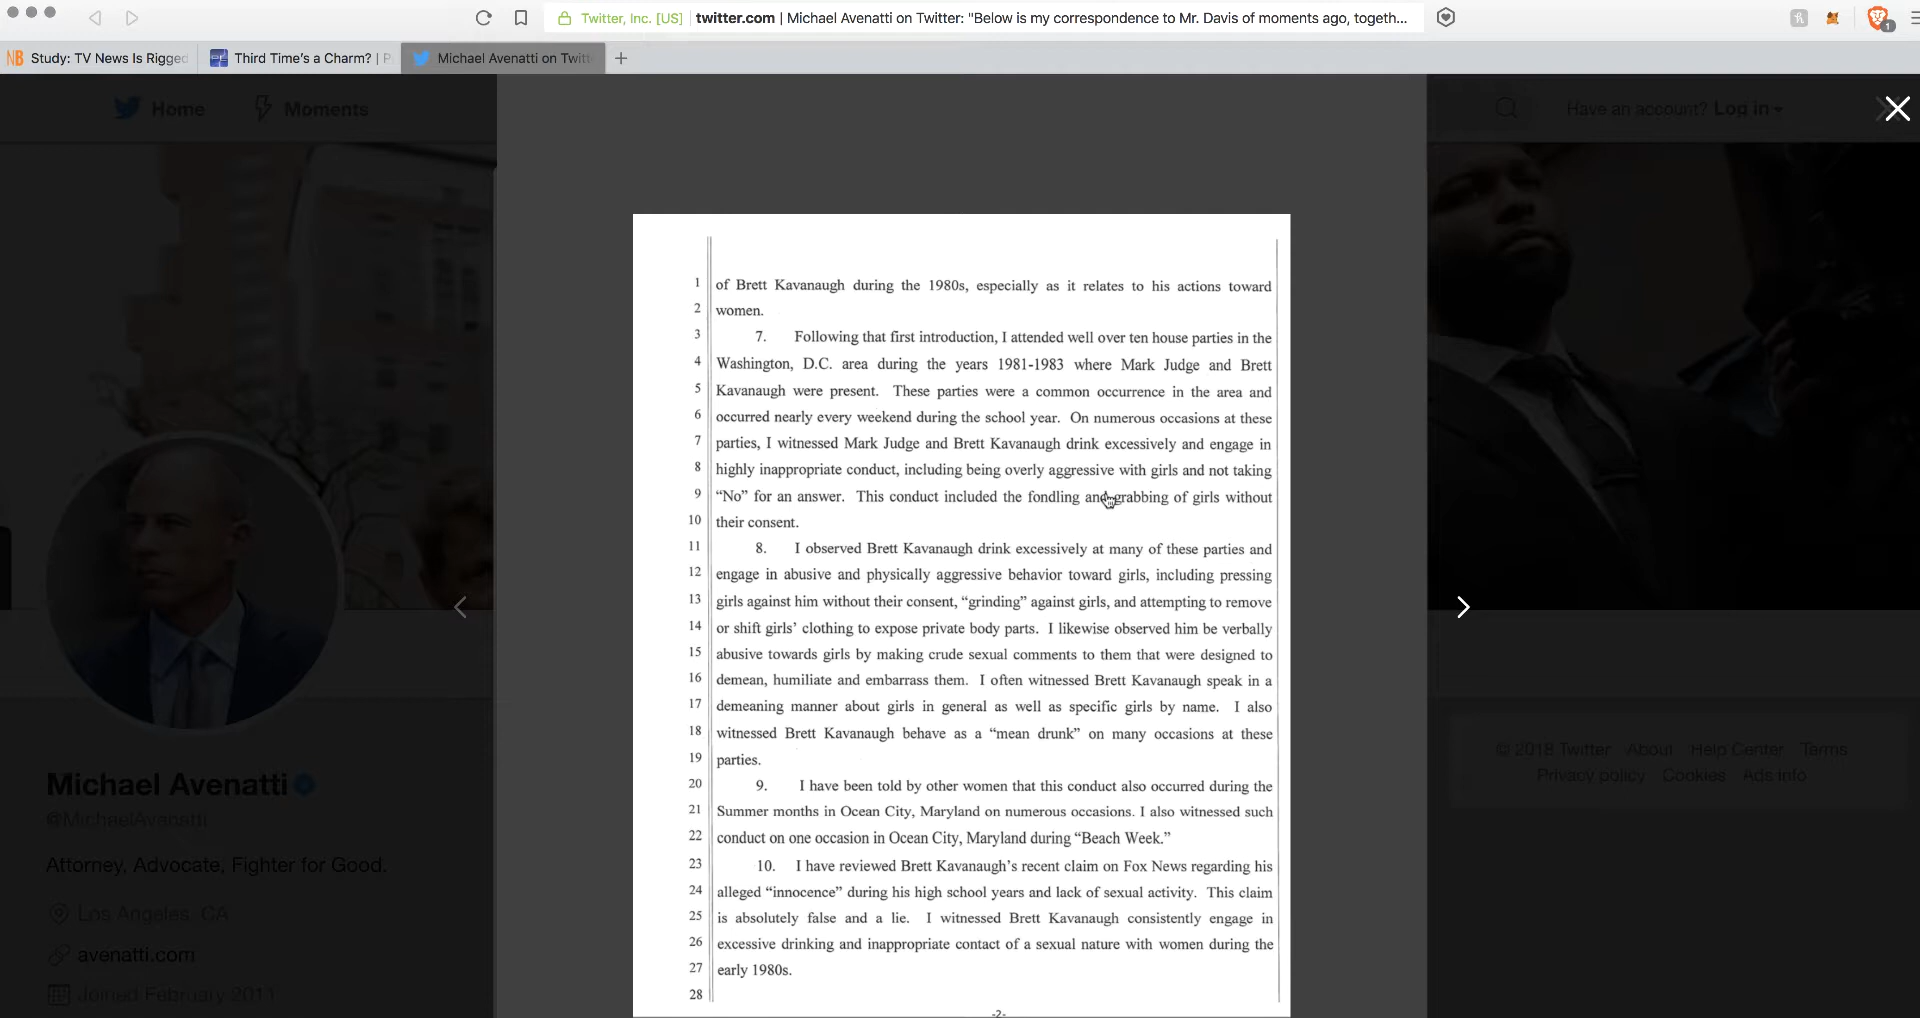 Twitter, Inc. [US] | twitter.com | Michael Avenatti on Twitter: "Below is my correspondence to Mr. Davis of moments ago, togeth...
1
NB Study: TV News Is Rigged
Third Time's a Charm? | P
Michael Avenatti on Twitt
Home
Moments
Have an account? Log in
1 of Brett Kavanaugh during the 1980s, especially as it relates to his actions toward
2 women.
3 7. Following that first introduction, I attended well over ten house parties in the
4 Washington, D.C. area during the years 1981-1983 where Mark Judge and Brett
5 Kavanaugh were present. These parties were a common occurrence in the area and
6 occurred nearly every weekend during the school year. On numerous occasions at these
7 parties, I witnessed Mark Judge and Brett Kavanaugh drink excessively and engage in
8 highly inappropriate conduct, including being overly aggressive with girls and not taking
9 “No” for an answer. This conduct included the fondling and grabbing of girls without
10 their consent.
11 8. I observed Brett Kavanaugh drink excessively at many of these parties and
12 engage in abusive and physically aggressive behavior toward girls, including pressing
13 girls against him without their consent, “grinding” against girls, and attempting to remove
14 or shift girls’ clothing to expose private body parts. I likewise observed him be verbally
15 abusive towards girls by making crude sexual comments to them that were designed to
16 demean, humiliate and embarrass them. I often witnessed Brett Kavanaugh speak in a
17 demeaning manner about girls in general as well as specific girls by name. I also
18 witnessed Brett Kavanaugh behave as a “mean drunk” on many occasions at these
19 parties.
20 9. I have been told by other women that this conduct also occurred during the
21 Summer months in Ocean City, Maryland on numerous occasions. I also witnessed such
22 conduct on one occasion in Ocean City, Maryland during “Beach Week.”
23 10. I have reviewed Brett Kavanaugh’s recent claim on Fox News regarding his
24 alleged “innocence” during his high school years and lack of sexual activity. This claim
25 is absolutely false and a lie. I witnessed Brett Kavanaugh consistently engage in
26 excessive drinking and inappropriate contact of a sexual nature with women during the
27 early 1980s.
28
-2-
Michael Avenatti
@MichaelAvenatti
Attorney, Advocate, Fighter for Good.
Los Angeles, CA
avenatti.com
Joined February 2011
© 2018 Twitter About Help Center Terms
Privacy policy Cookies Ads info